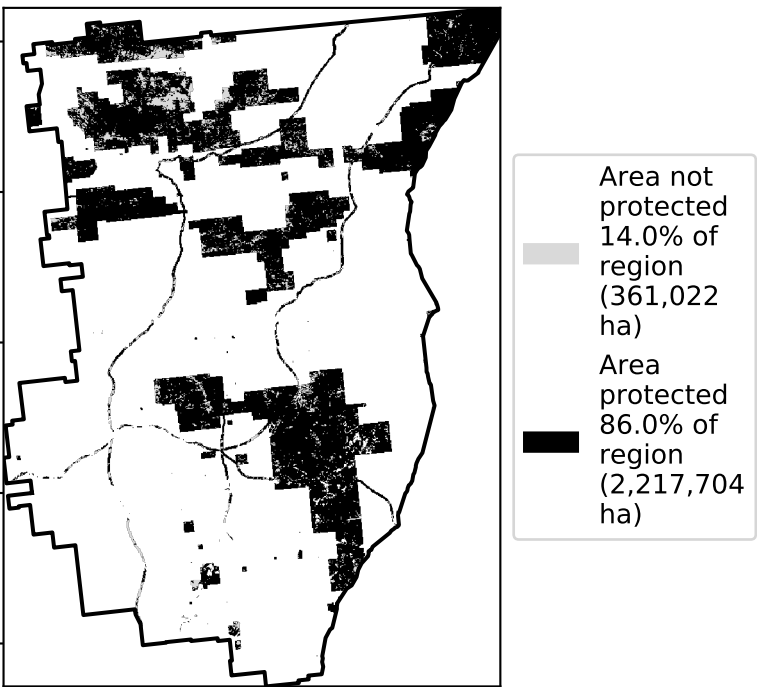 Area not
protected
14.0% of
region
(361,022
ha)
Area
protected
86.0% of
region
(2,217,704
ha)